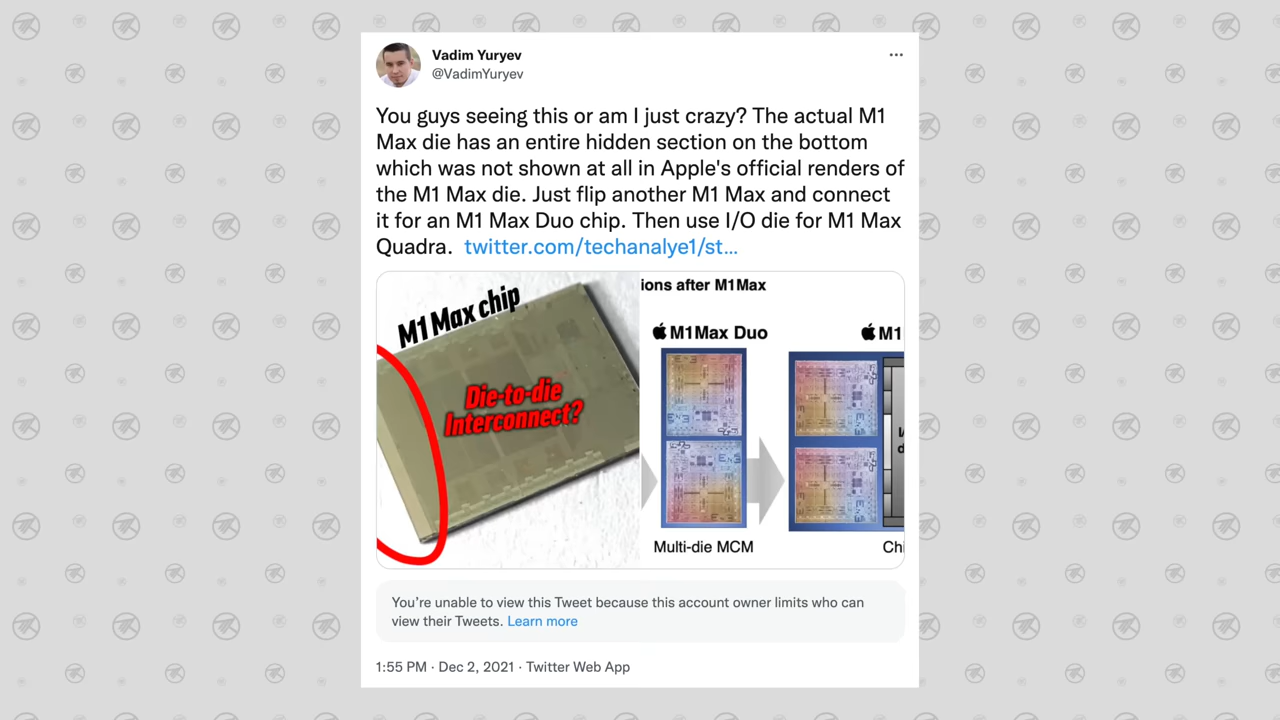 Vadim Yuryev
@VadimYuryev
You guys seeing this or am I just crazy? The actual M1
Max die has an entire hidden section on the bottom
which was not shown at all in Apple's official renders of
the M1 Max die. Just flip another M1 Max and connect
it for an M1 Max Duo chip. Then use I/O die for M1 Max
Quadra. twitter.com/techanalye1/st...
M1 Max chip
Die-to-die
Interconnect?
ions after M1Max
M1Max Duo
M1
Multi-die MCM
Chi
You're unable to view this Tweet because this account owner limits who can
view their Tweets. Learn more
1:55 PM · Dec 2, 2021 · Twitter Web App